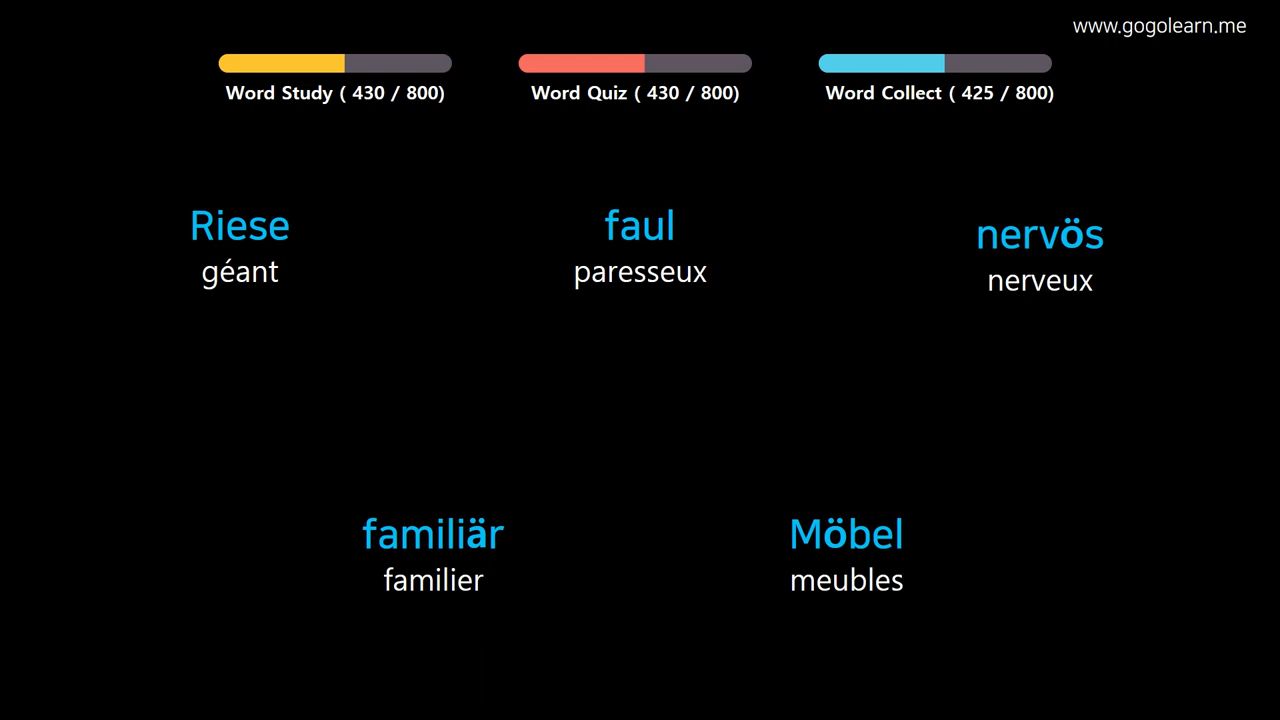 www.gogolearn.me
Word Study ( 430 / 800)
Word Quiz ( 430 / 800)
Word Collect ( 425 / 800)
Riese
géant
faul
paresseux
nervös
nerveux
familiär
familier
Möbel
meubles